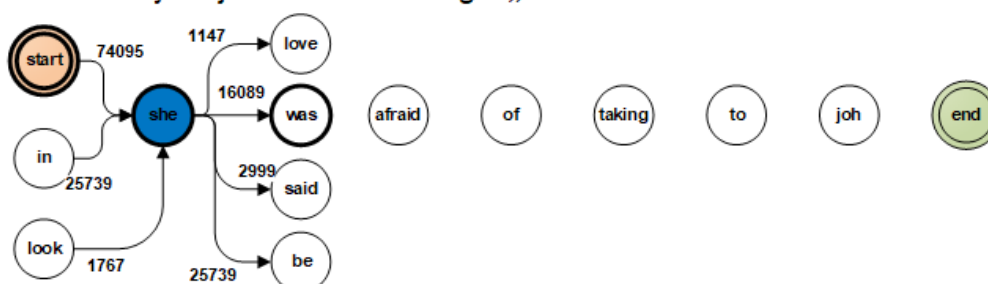 start
74095
1147
love
16089
she
was
afraid
of
taking
to
joh
end
in
25739
2999
said
look
1767
25739
be